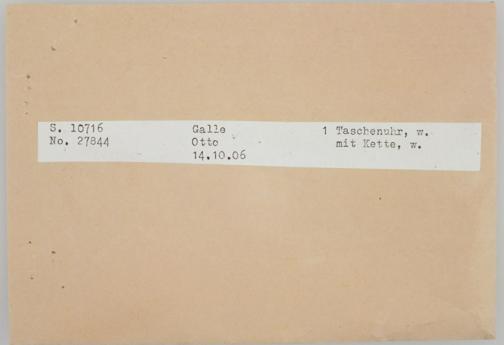 S. 10716 Galle 1 Taschenuhr, w.
No. 27844 Otto mit Kette, w.
14.10.06